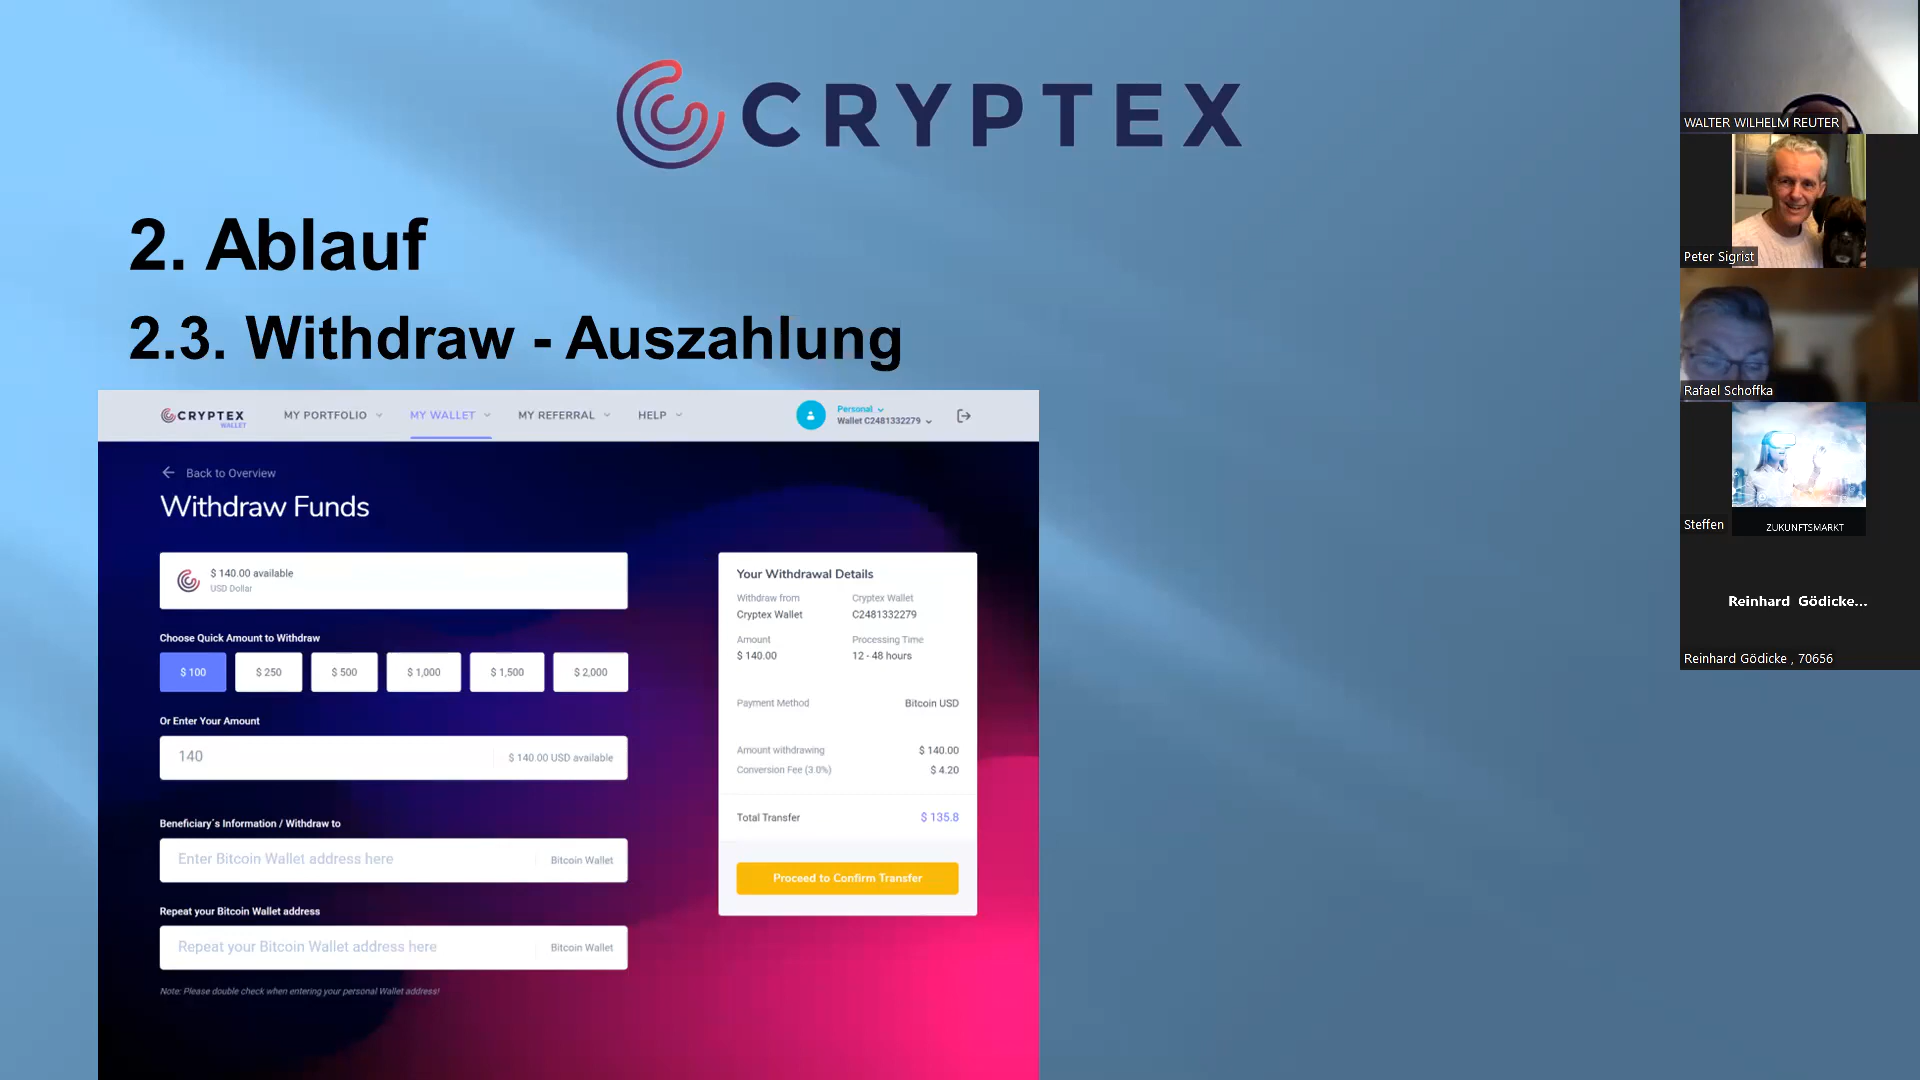 CRYPTEX
2. Ablauf
2.3. Withdraw - Auszahlung
CRYPTEX
WALLET
MY PORTFOLIO
MY WALLET
MY REFERRAL
HELP
Personal
Wallet C2481332279
Back to Overview
Withdraw Funds
$ 140.00 available
USD Dollar
Choose Quick Amount to Withdraw
$ 100
$ 250
$ 500
$ 1,000
$ 1,500
$ 2,000
Or Enter Your Amount
140
$ 140.00 USD available
Beneficiary´s Information / Withdraw to
Enter Bitcoin Wallet address here
Bitcoin Wallet
Repeat your Bitcoin Wallet address
Repeat your Bitcoin Wallet address here
Bitcoin Wallet
Note: Please double check when entering your personal Wallet address!
Your Withdrawal Details
Withdraw from
Cryptex Wallet
Cryptex Wallet
C2481332279
Amount
Processing Time
$ 140.00
12 - 48 hours
Payment Method
Bitcoin USD
Amount withdrawing
$ 140.00
Conversion Fee (3.0%)
$ 4.20
Total Transfer
$ 135.8
Proceed to Confirm Transfer
WALTER WILHELM REUTER
Peter Sigrist
Rafael Schoffka
Steffen
ZUKUNFTSMARKT
Reinhard Gödicke...
Reinhard Gödicke , 70656